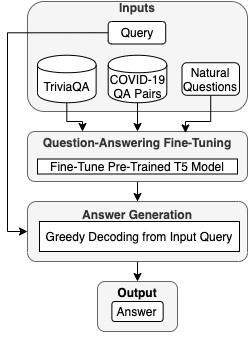 Inputs
Query
TriviaQA
COVID-19
QA Pairs
Natural
Questions
Question-Answering Fine-Tuning
Fine-Tune Pre-Trained T5 Model
Answer Generation
Greedy Decoding from Input Query
Output
Answer